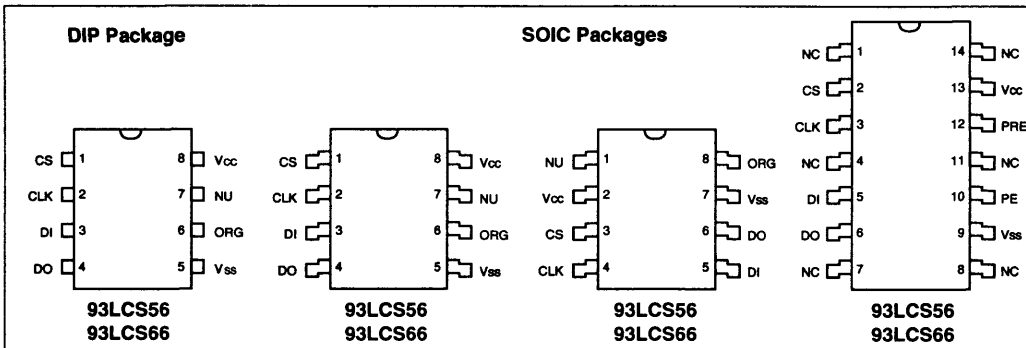 DIP Package
SOIC Packages
CS 1 8 Vcc
CLK 2 7 NU
DI 3 6 ORG
DO 4 5 Vss
93LCS56
93LCS66
CS 1 8 Vcc
CLK 2 7 NU
DI 3 6 ORG
DO 4 5 Vss
93LCS56
93LCS66
NU 1 8 ORG
Vcc 2 7 Vss
CS 3 6 DO
CLK 4 5 DI
93LCS56
93LCS66
NC 1 14 NC
CS 2 13 Vcc
CLK 3 12 PRE
NC 4 11 NC
DI 5 10 PE
DO 6 9 Vss
NC 7 8 NC
93LCS56
93LCS66